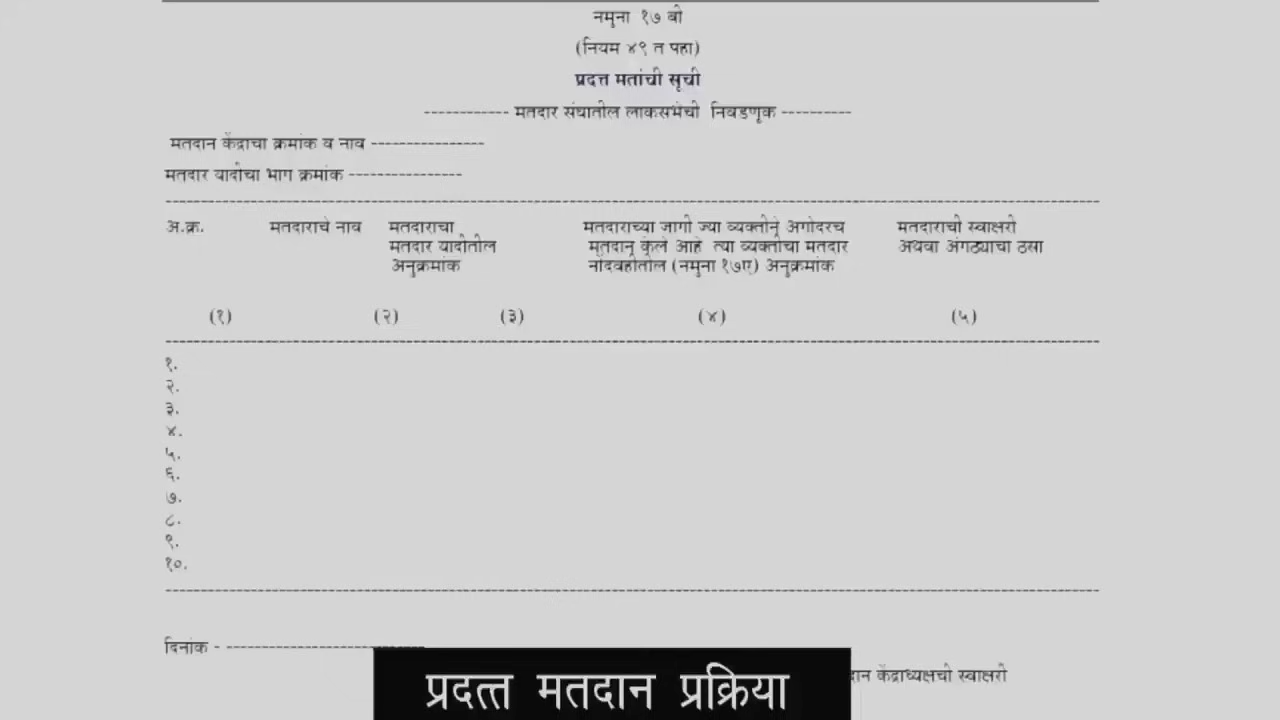 नमुना १७ बी
(नियम ४९ त पहा)
प्रदत्त मतांची सूची
------------ मतदार संघातील लोकसभेची निवडणूक ----------
मतदान केंद्राचा क्रमांक व नाव ----------------
मतदार यादीचा भाग क्रमांक ----------------
अ.क्र. मतदाराचे नाव मतदाराचा मतदाराच्या जागी ज्या व्यक्तीने अगोदरच मतदाराची स्वाक्षरी
मतदार यादीतील मतदान केले आहे त्या व्यक्तीचा मतदार अथवा अंगठ्याचा ठसा
अनुक्रमांक नोंदवहीतील (नमुना १७ए) अनुक्रमांक
(१) (२) (३) (४) (५)
१.
२.
३.
४.
५.
६.
७.
८.
९.
१०.
दिनांक - ----------------------------
दान केंद्राध्यक्षची स्वाक्षरी
प्रदत्त मतदान प्रक्रिया